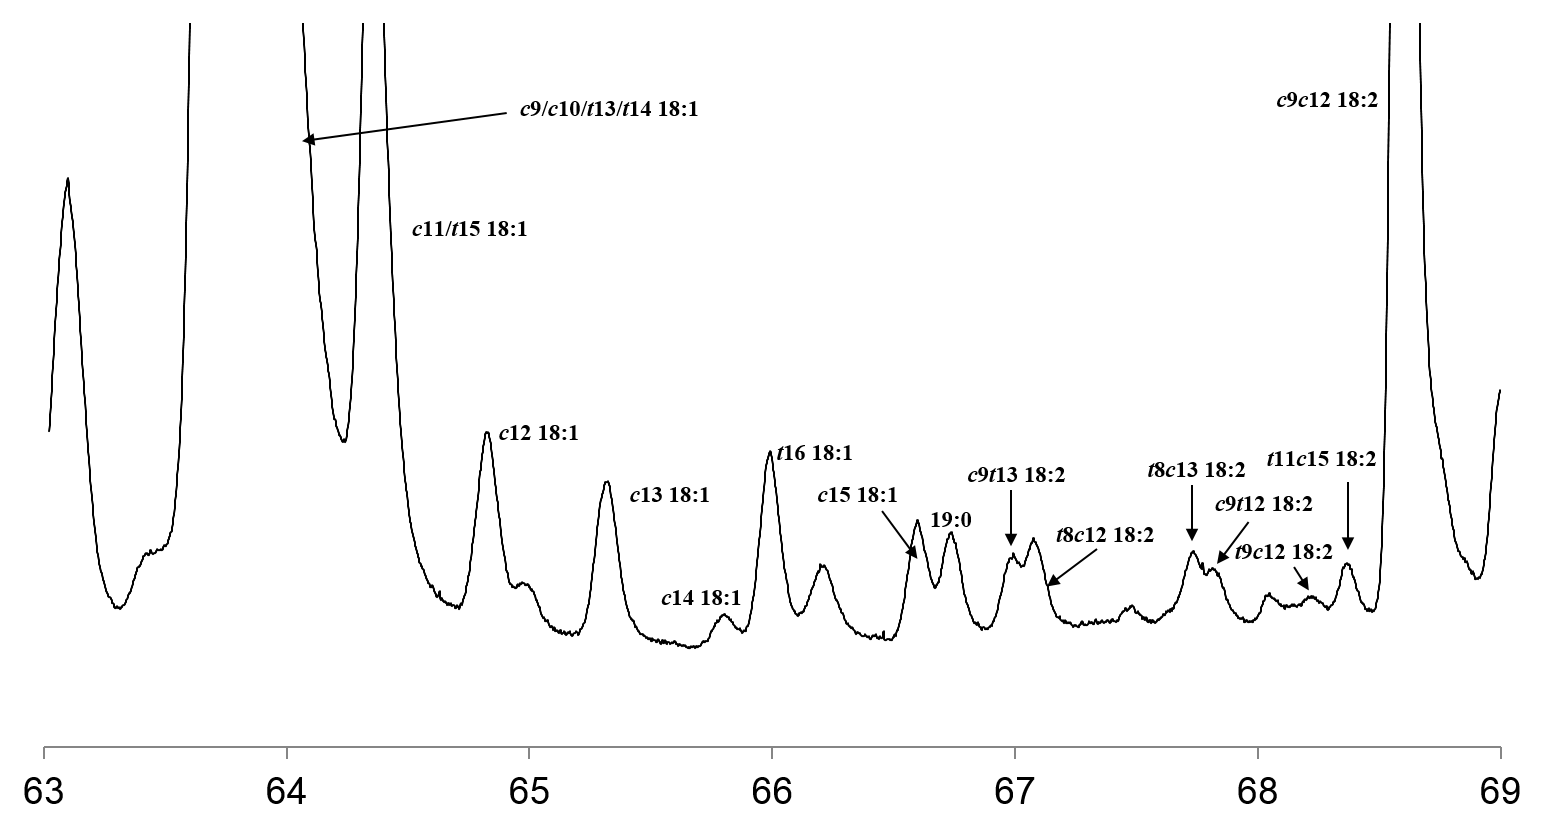 c9c12 18:2
c9/c10/t13/t14 18:1
c11/t15 18:1
c12 18:1
t16 18:1
t11c15 18:2
t8c13 18:2
c9t13 18:2
c13 18:1
c15 18:1
c9t12 18:2
19:0
t8c12 18:2
t9c12 18:2
c14 18:1
63 64 65 66 67 68 69